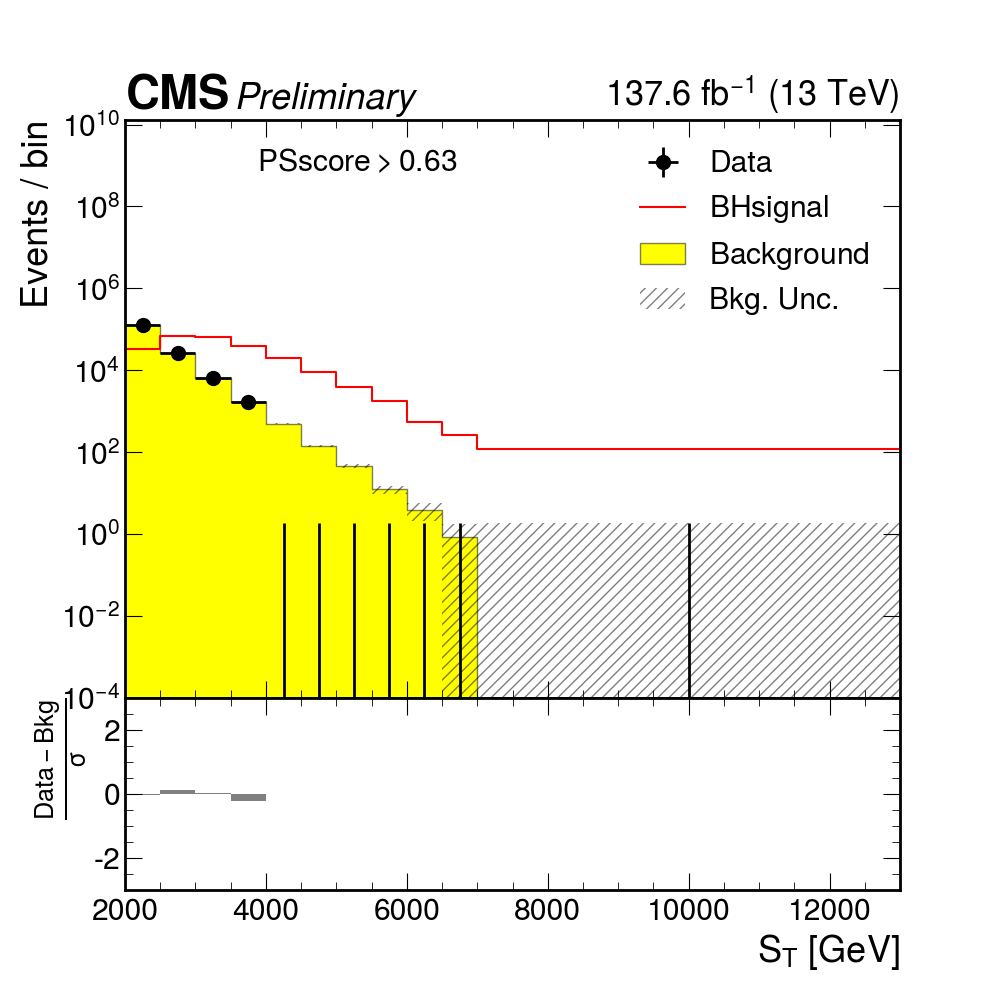 CMS Preliminary 137.6 fb⁻¹ (13 TeV)
Events / bin
10¹⁰
10⁸
10⁶
10⁴
10²
10⁰
10⁻²
10⁻⁴
PSscore > 0.63
Data
BHsignal
Background
Bkg. Unc.
Data − Bkg
σ
2
0
-2
2000 4000 6000 8000 10000 12000
S_T [GeV]